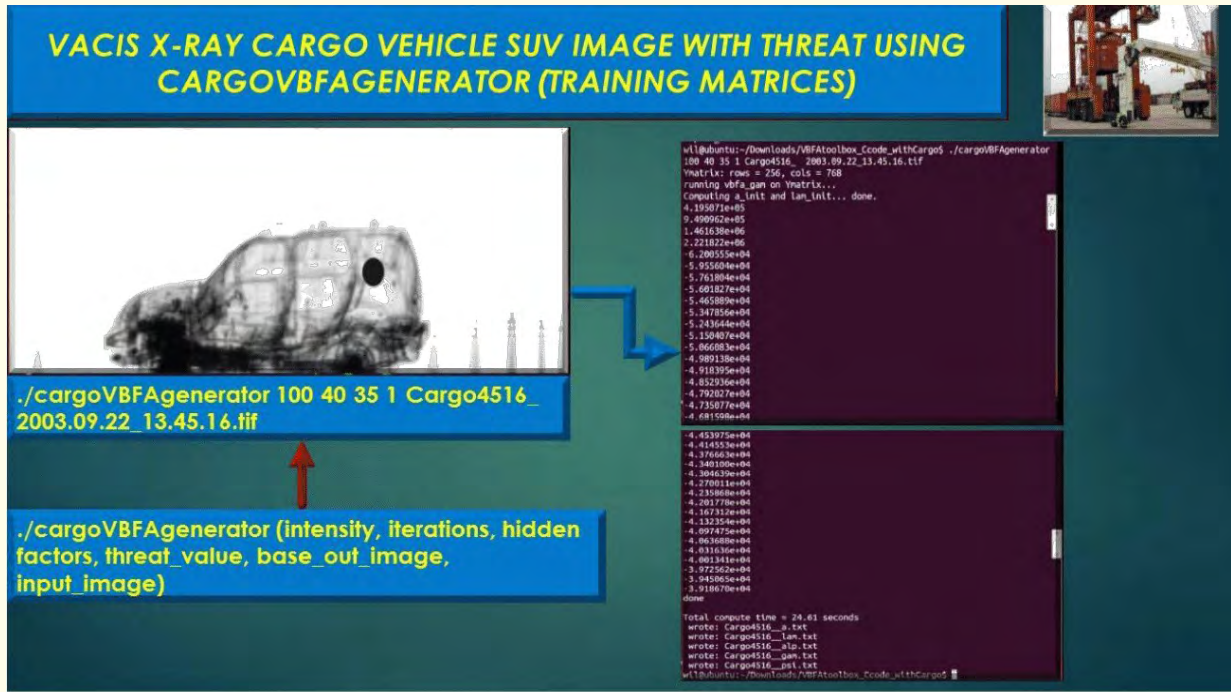 VACIS X-RAY CARGO VEHICLE SUV IMAGE WITH THREAT USING
CARGOVBFAGENERATOR (TRAINING MATRICES)
./cargoVBFAgenerator 100 40 35 1 Cargo4516_
2003.09.22_13.45.16.tif
./cargoVBFAgenerator (intensity, iterations, hidden
factors, threat_value, base_out_image,
input_image)
wil@ubuntu:~/Downloads/VBFAtoolbox_Ccode_withCargo$ ./cargoVBFAgenerator
100 40 35 1 Cargo4516_ 2003.09.22_13.45.16.tif
Ymatrix: rows = 256, cols = 768
running vbfa_gam on Ymatrix...
Computing a_init and lam_init... done.
4.195071e+05
9.490962e+05
1.461638e+06
2.221822e+06
-6.200555e+04
-5.955604e+04
-5.761804e+04
-5.601827e+04
-5.465889e+04
-5.347856e+04
-5.243644e+04
-5.150407e+04
-5.066083e+04
-4.989138e+04
-4.918395e+04
-4.852936e+04
-4.792027e+04
-4.735077e+04
-4.681598e+04
-4.453975e+04
-4.414553e+04
-4.376663e+04
-4.340100e+04
-4.304639e+04
-4.270011e+04
-4.235868e+04
-4.201778e+04
-4.167312e+04
-4.132354e+04
-4.097475e+04
-4.063688e+04
-4.031636e+04
-4.001341e+04
-3.972562e+04
-3.945065e+04
-3.918670e+04
done
Total compute time = 24.61 seconds
wrote: Cargo4516__a.txt
wrote: Cargo4516__lam.txt
wrote: Cargo4516__alp.txt
wrote: Cargo4516__gam.txt
wrote: Cargo4516__psi.txt
wil@ubuntu:~/Downloads/VBFAtoolbox_Ccode_withCargo$